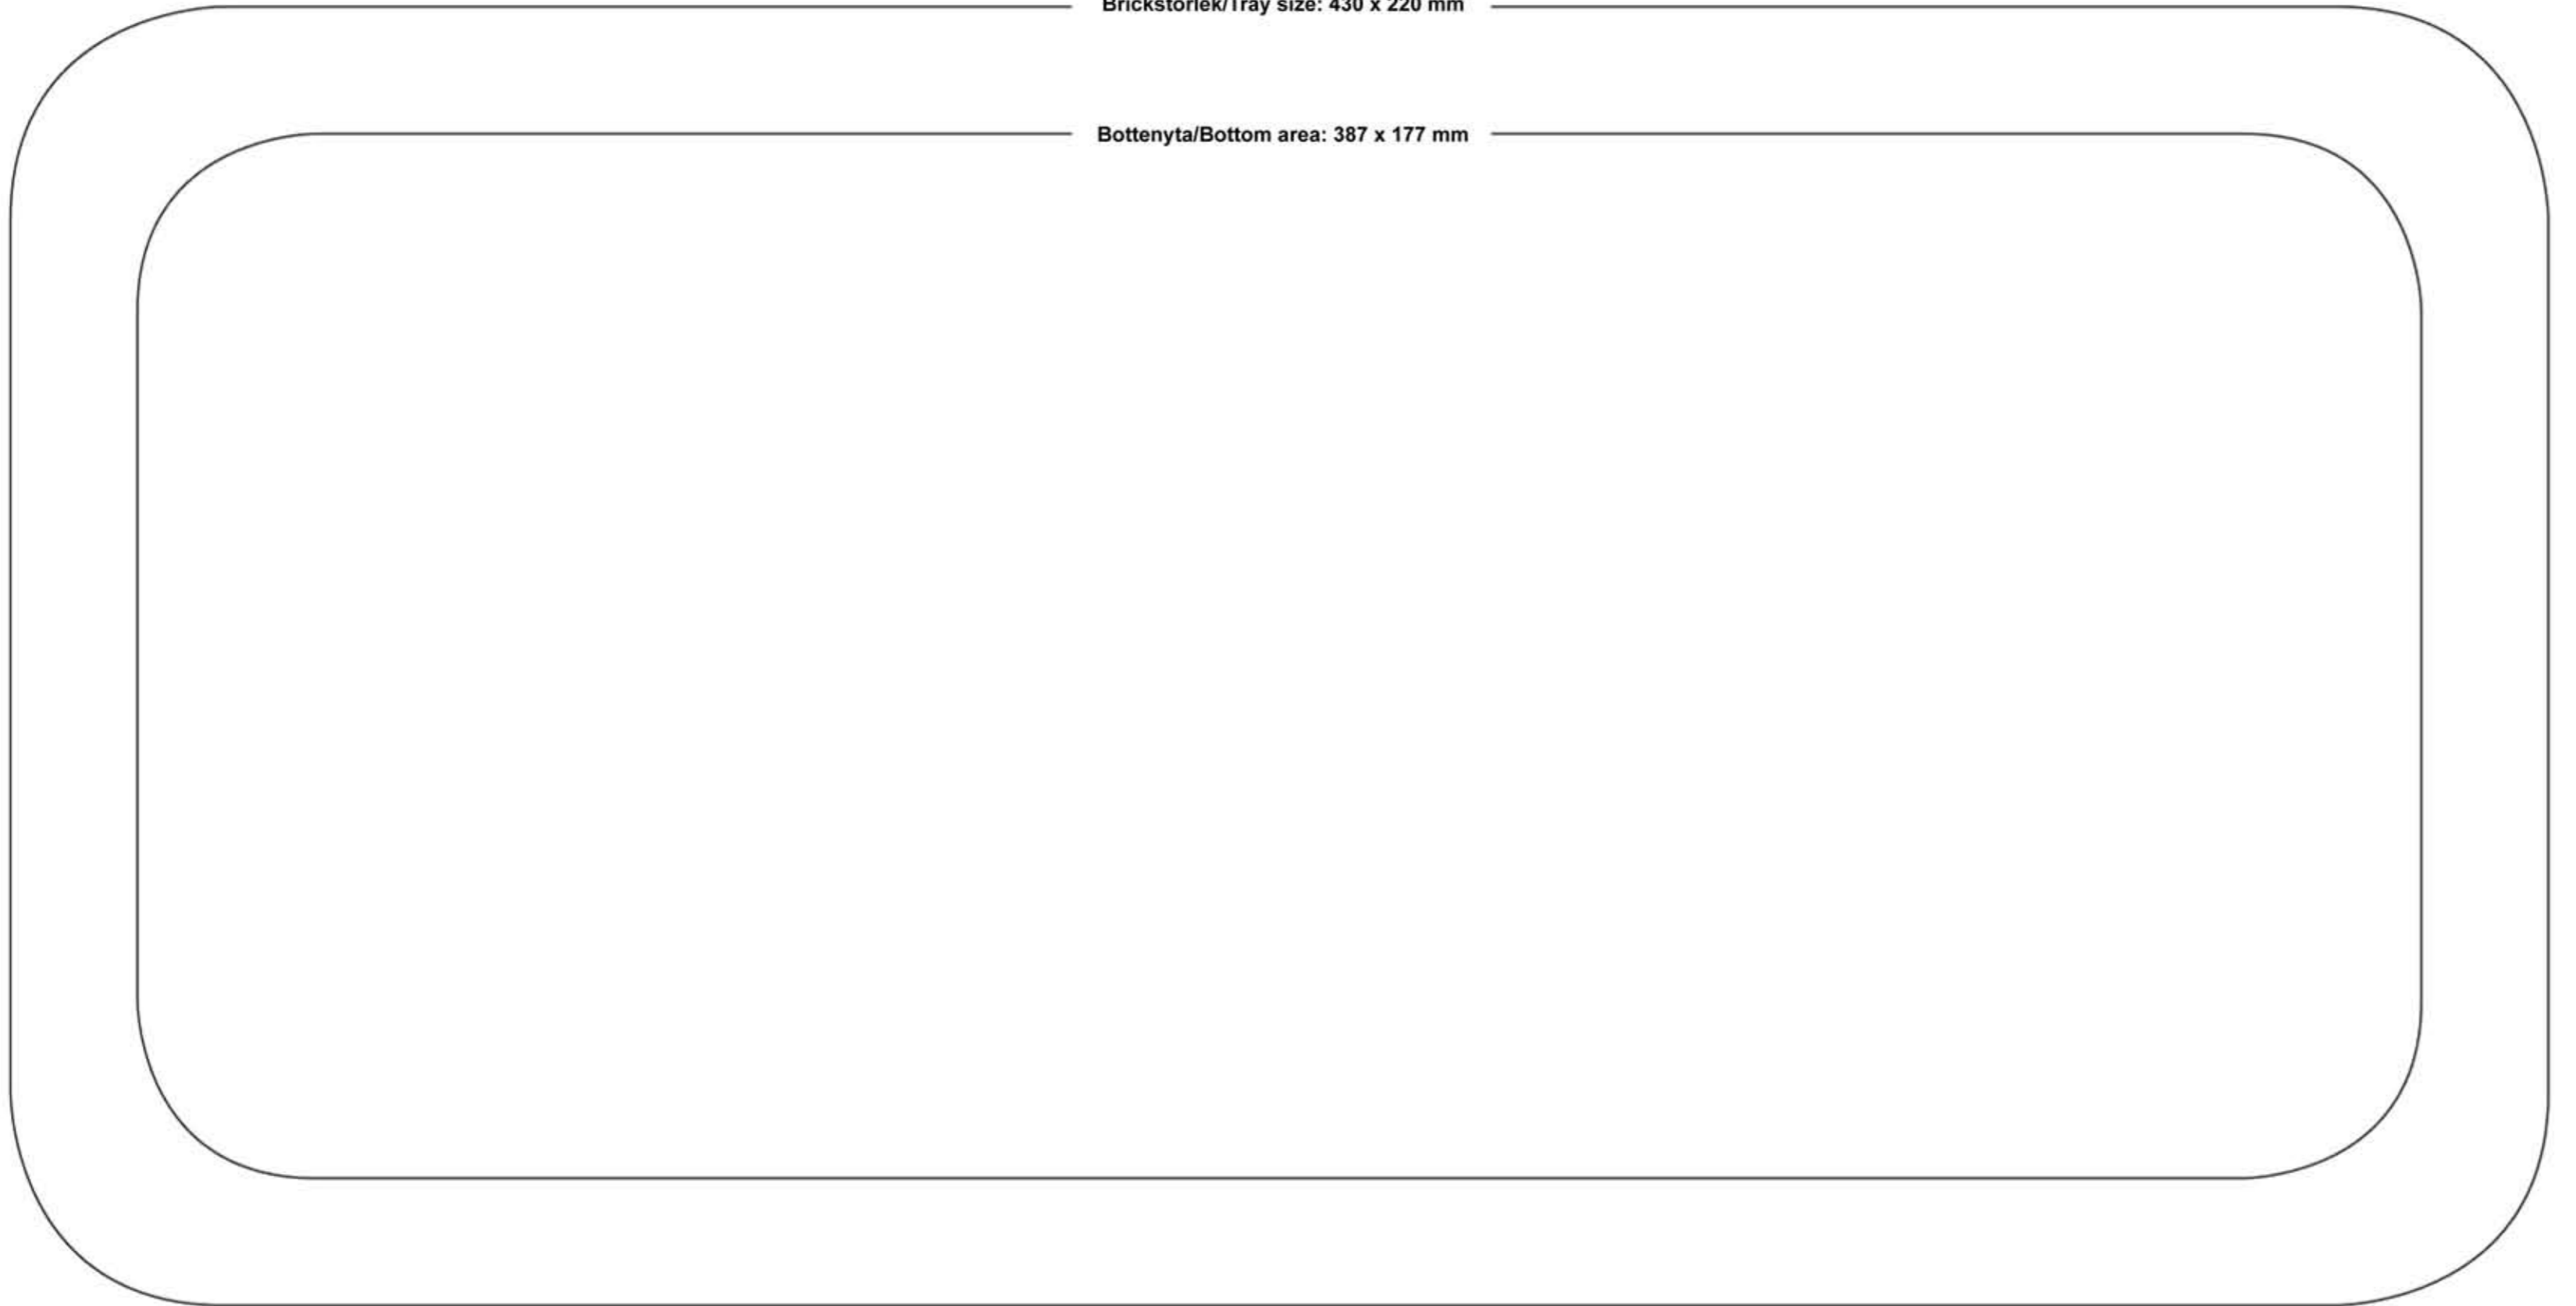 Brickstorlek/Tray size: 430 x 220 mm
Bottenyta/Bottom area: 387 x 177 mm